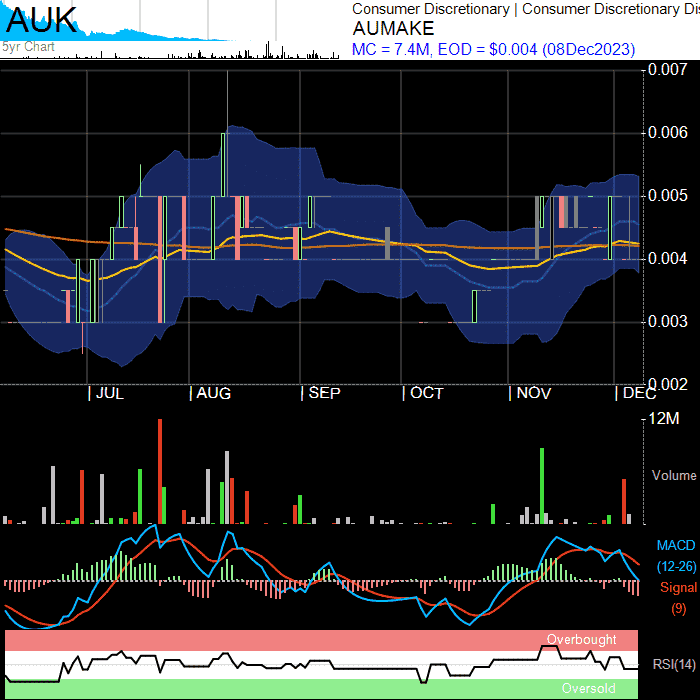 AUK
5yr Chart
Consumer Discretionary | Consumer Discretionary Dis
AUMAKE
MC = 7.4M, EOD = $0.004 (08Dec2023)
0.007
0.006
0.005
0.004
0.003
0.002
| JUL | AUG | SEP | OCT | NOV | DEC
12M
Volume
MACD
(12-26)
Signal
(9)
Overbought
RSI(14)
Oversold